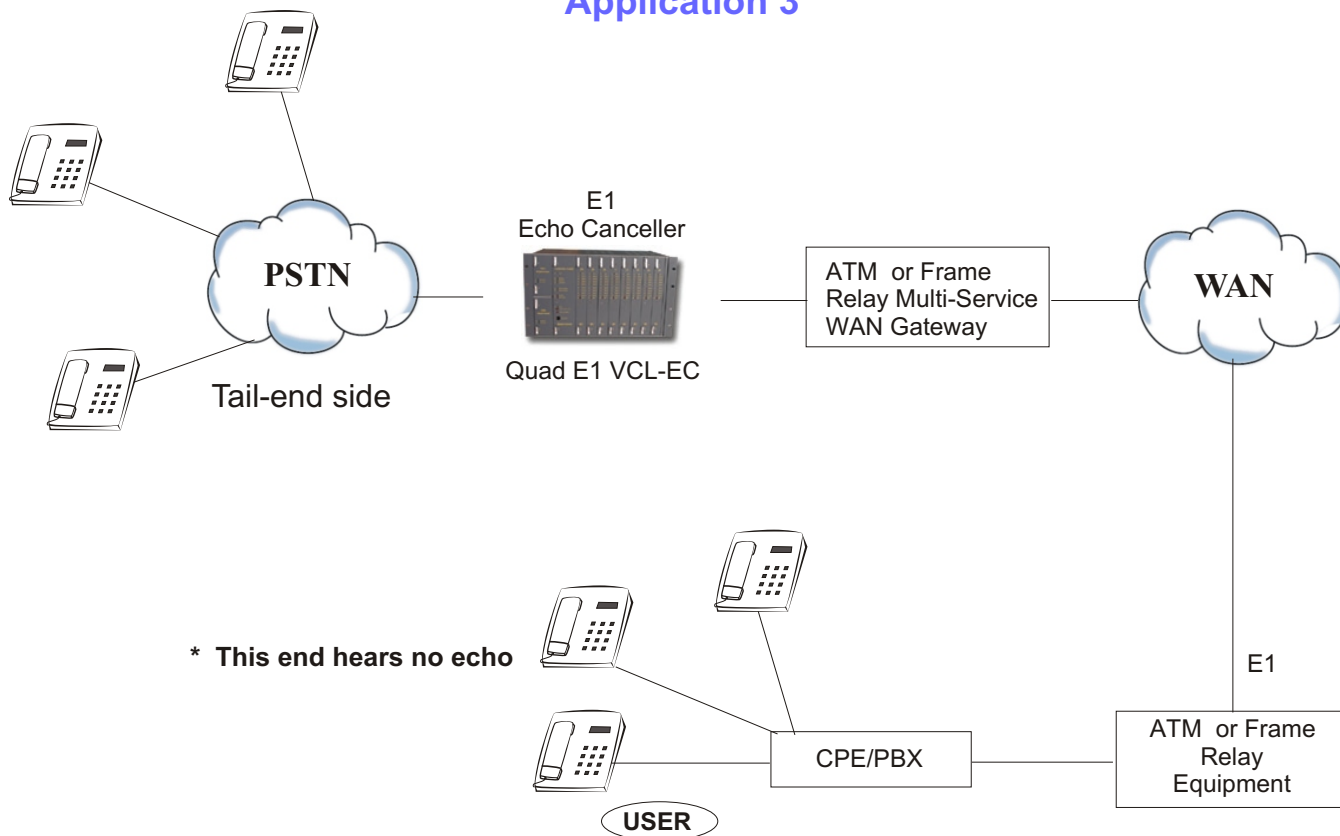 Application 3
E1
Echo Canceller
PSTN
ATM or Frame
Relay Multi-Service
WAN Gateway
WAN
Quad E1 VCL-EC
Tail-end side
* This end hears no echo
E1
CPE/PBX
ATM or Frame
Relay
Equipment
USER